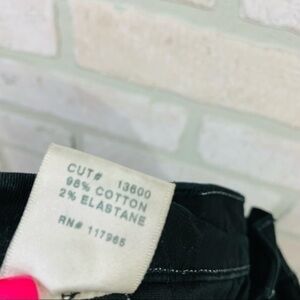 CUT# 13600
98% COTTON
2% ELASTANE
RN# 117965